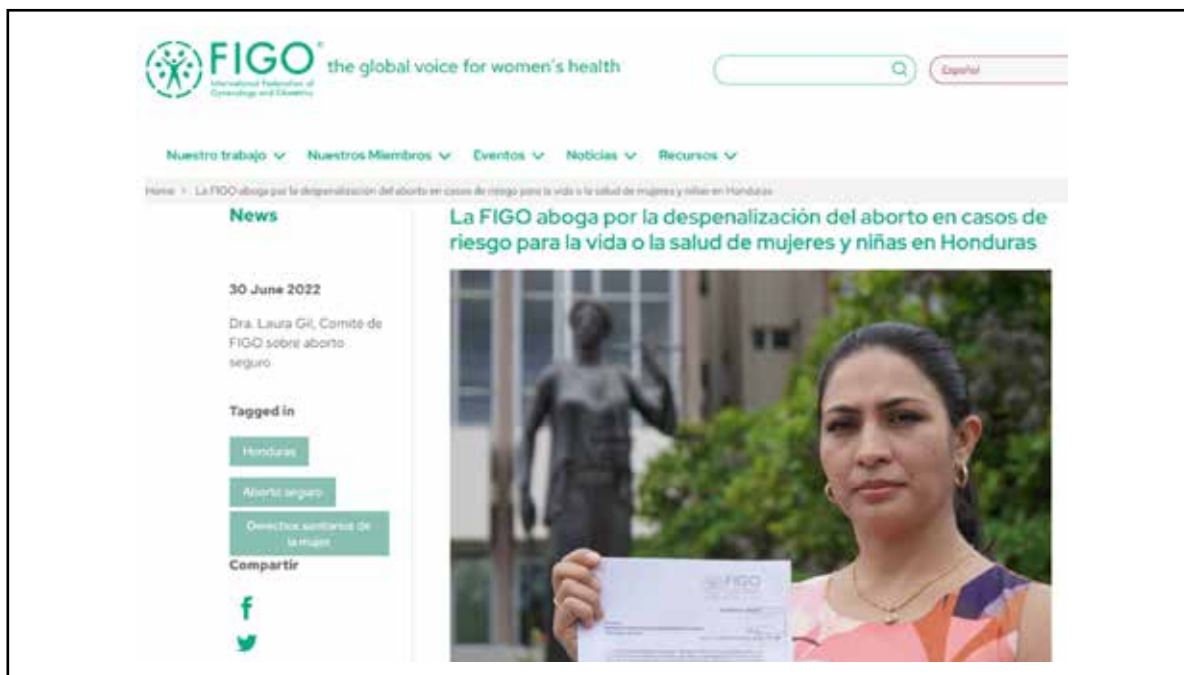 FIGO
the global voice for women's health
International Federation of
Gynecology and Obstetrics
Español
Nuestro trabajo
Nuestros Miembros
Eventos
Noticias
Recursos
Home > La FIGO aboga por la despenalización del aborto en casos de riesgo para la vida o la salud de mujeres y niñas en Honduras
News
La FIGO aboga por la despenalización del aborto en casos de
riesgo para la vida o la salud de mujeres y niñas en Honduras
30 June 2022
Dra. Laura Gil, Comité de
FIGO sobre aborto
seguro
Tagged in
Honduras
Aborto seguro
Derechos sanitarios de
la mujer
Compartir
FIGO